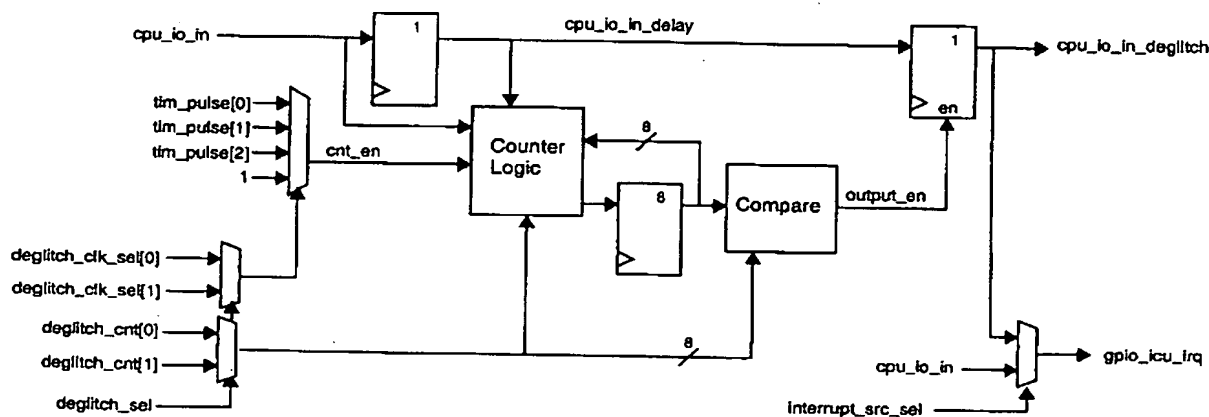 cpu_io_in
1
cpu_io_in_delay
1
cpu_io_in_deglitch
tim_pulse[0]
tim_pulse[1]
tim_pulse[2]
1
cnt_en
Counter
Logic
8
8
en
Compare
output_en
deglitch_clk_sel[0]
deglitch_clk_sel[1]
deglitch_cnt[0]
deglitch_cnt[1]
deglitch_sel
8
cpu_io_in
gpio_icu_irq
interrupt_src_sel